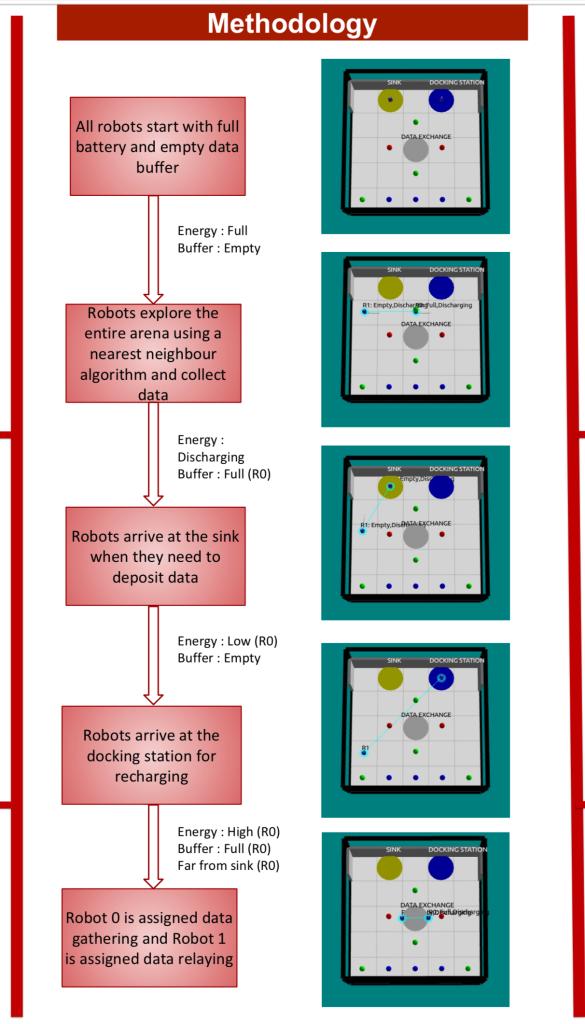 Methodology
All robots start with full
battery and empty data
buffer
SINK
DOCKING STATION
DATA EXCHANGE
Energy : Full
Buffer : Empty
Robots explore the
entire arena using a
nearest neighbour
algorithm and collect
data
SINK
DOCKING STATION
R1: Empty,Discharging
Full,Discharging
DATA EXCHANGE
Energy :
Discharging
Buffer : Full (R0)
Robots arrive at the sink
when they need to
deposit data
SINK
DOCKING STATION
R1: Empty
DATA EXCHANGE
Energy : Low (R0)
Buffer : Empty
Robots arrive at the
docking station for
recharging
SINK
DOCKING STATION
DATA EXCHANGE
R1
Energy : High (R0)
Buffer : Full (R0)
Far from sink (R0)
Robot 0 is assigned data
gathering and Robot 1
is assigned data relaying
SINK
DOCKING STATION
DATA EXCHANGE